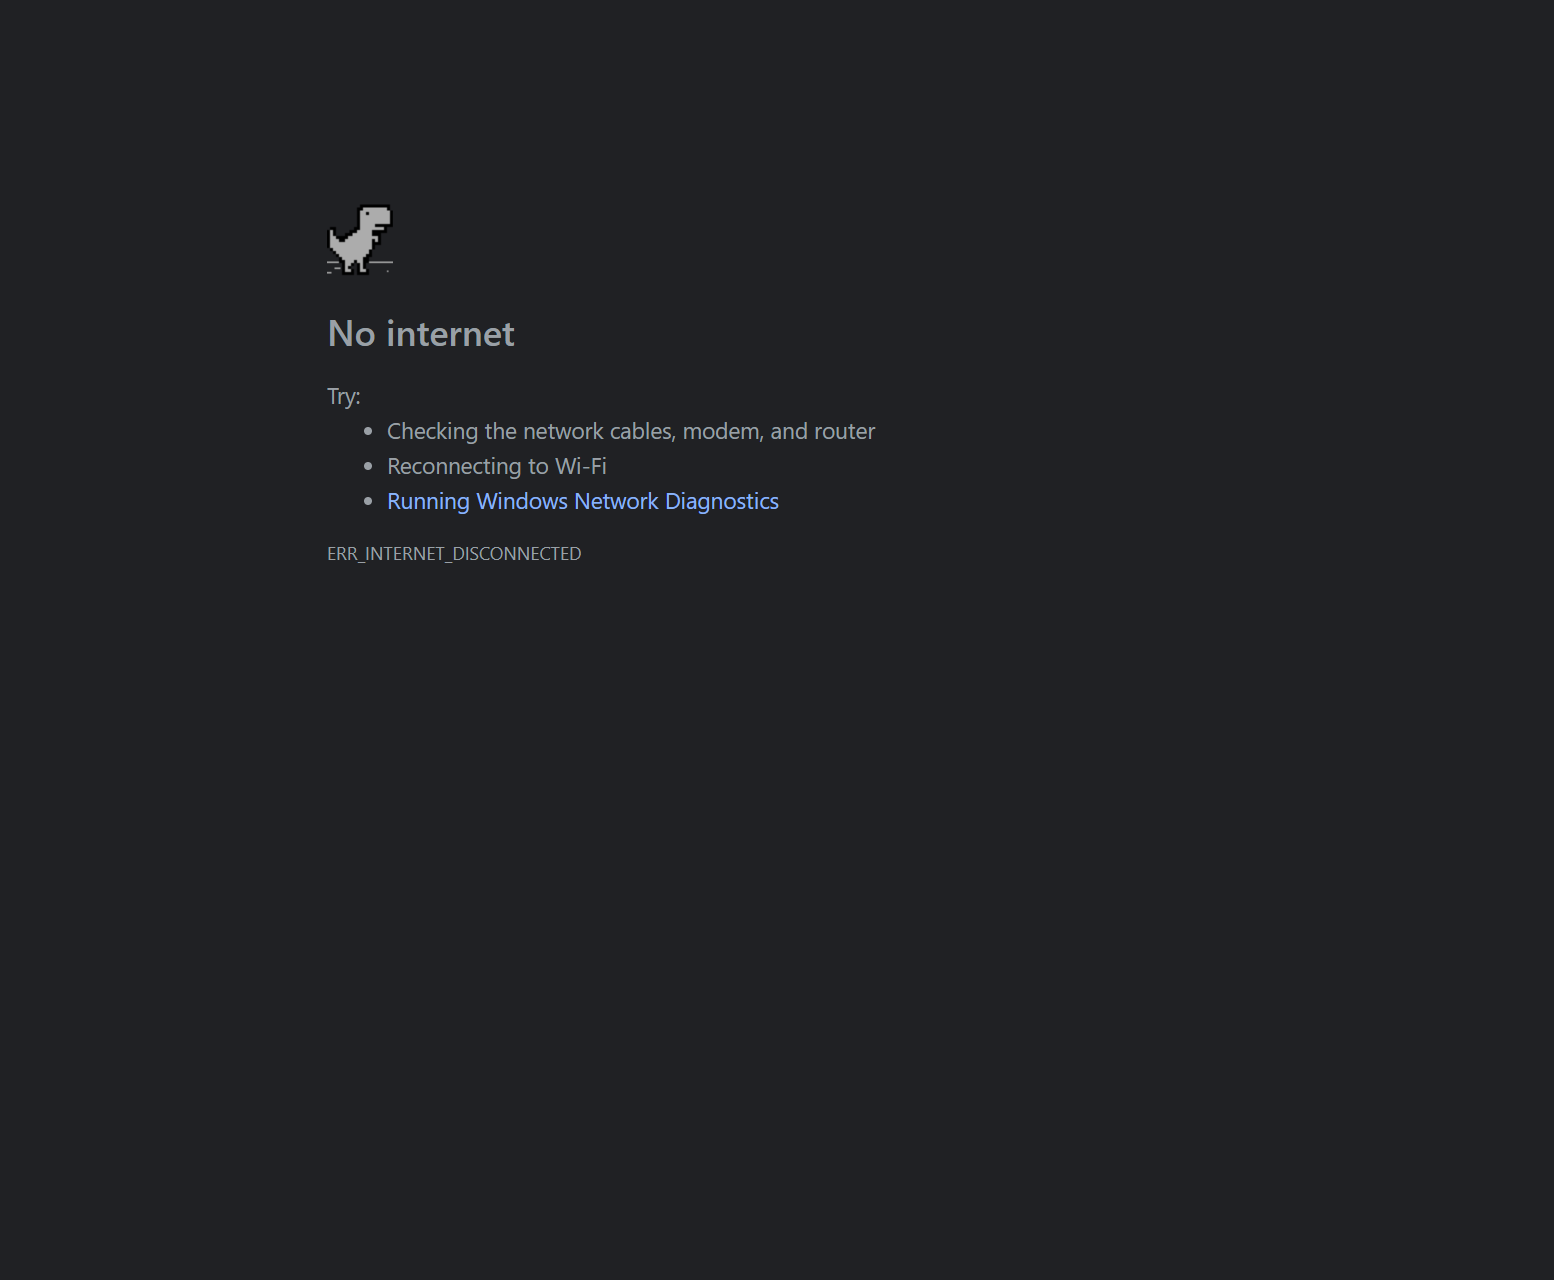 No internet
Try:
Checking the network cables, modem, and router
Reconnecting to Wi-Fi
Running Windows Network Diagnostics
ERR_INTERNET_DISCONNECTED